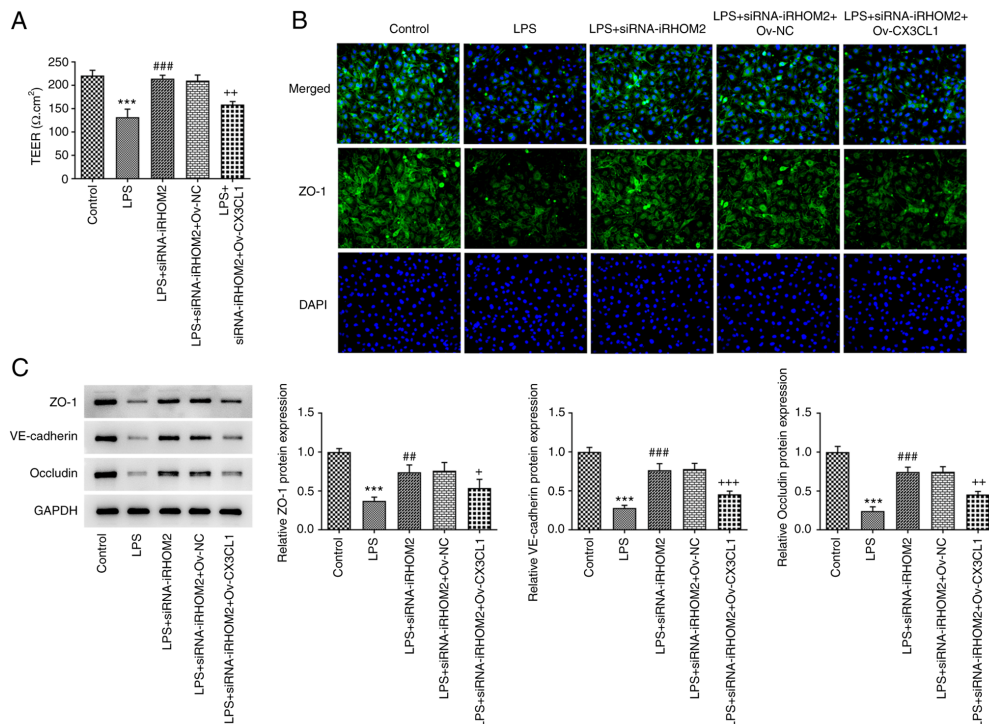 A
TEER (Ω.cm²)
250
200
150
100
50
0
***
###
++
Control
LPS
LPS+siRNA-iRHOM2
LPS+siRNA-iRHOM2+Ov-NC
LPS+
siRNA-iRHOM2+Ov-CX3CL1
B
Control
LPS
LPS+siRNA-iRHOM2
LPS+siRNA-iRHOM2+
Ov-NC
LPS+siRNA-iRHOM2+
Ov-CX3CL1
Merged
ZO-1
DAPI
C
ZO-1
VE-cadherin
Occludin
GAPDH
Control
LPS
LPS+siRNA-iRHOM2
LPS+siRNA-iRHOM2+Ov-NC
LPS+siRNA-iRHOM2+Ov-CX3CL1
Relative ZO-1 protein expression
1.5
1.0
0.5
0.0
***
##
+
Control
LPS
LPS+siRNA-iRHOM2
LPS+siRNA-iRHOM2+Ov-NC
LPS+siRNA-iRHOM2+Ov-CX3CL1
Relative VE-cadherin protein expression
1.5
1.0
0.5
0.0
***
###
+++
Control
LPS
LPS+siRNA-iRHOM2
LPS+siRNA-iRHOM2+Ov-NC
.PS+siRNA-iRHOM2+Ov-CX3CL1
Relative Occludin protein expression
1.5
1.0
0.5
0.0
***
###
++
Control
LPS
LPS+siRNA-iRHOM2
LPS+siRNA-iRHOM2+Ov-NC
.PS+siRNA-iRHOM2+Ov-CX3CL1